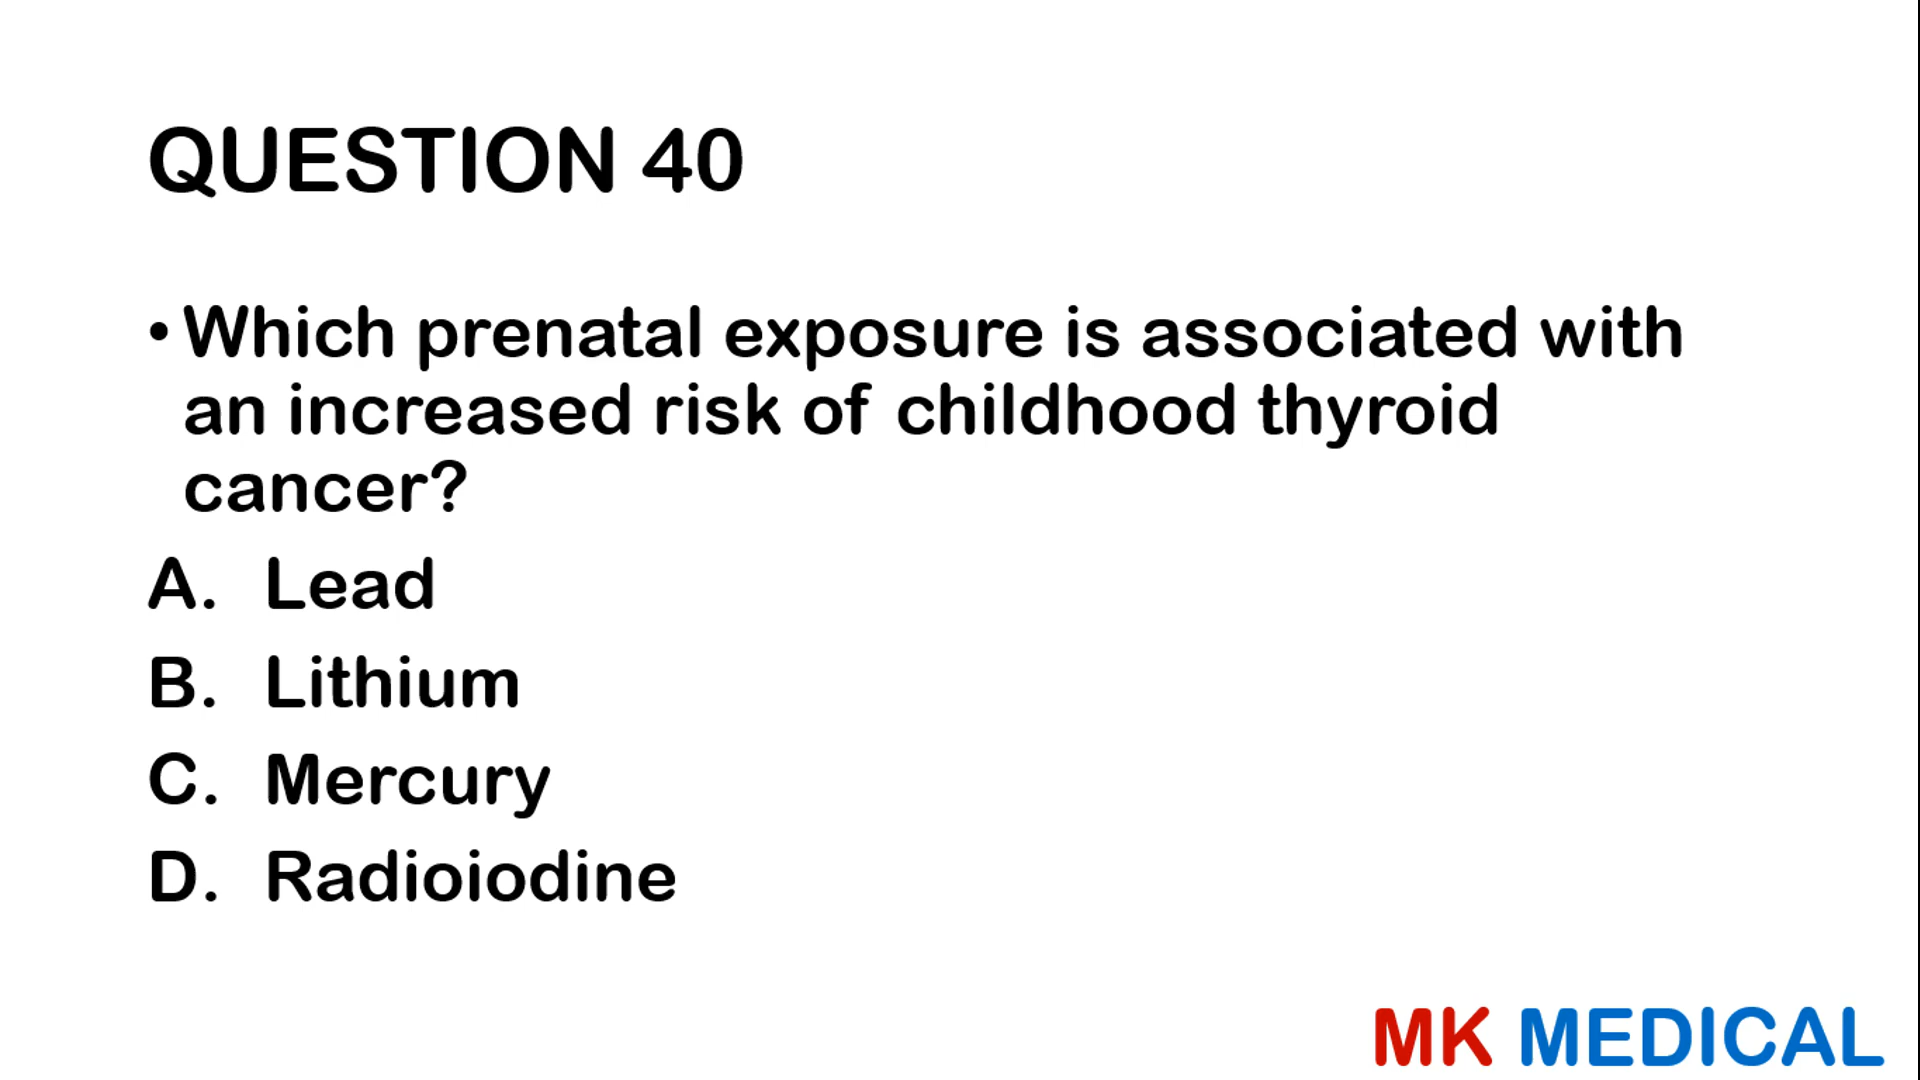 QUESTION 40
• Which prenatal exposure is associated with
an increased risk of childhood thyroid
cancer?
A. Lead
B. Lithium
C. Mercury
D. Radioiodine
MK MEDICAL